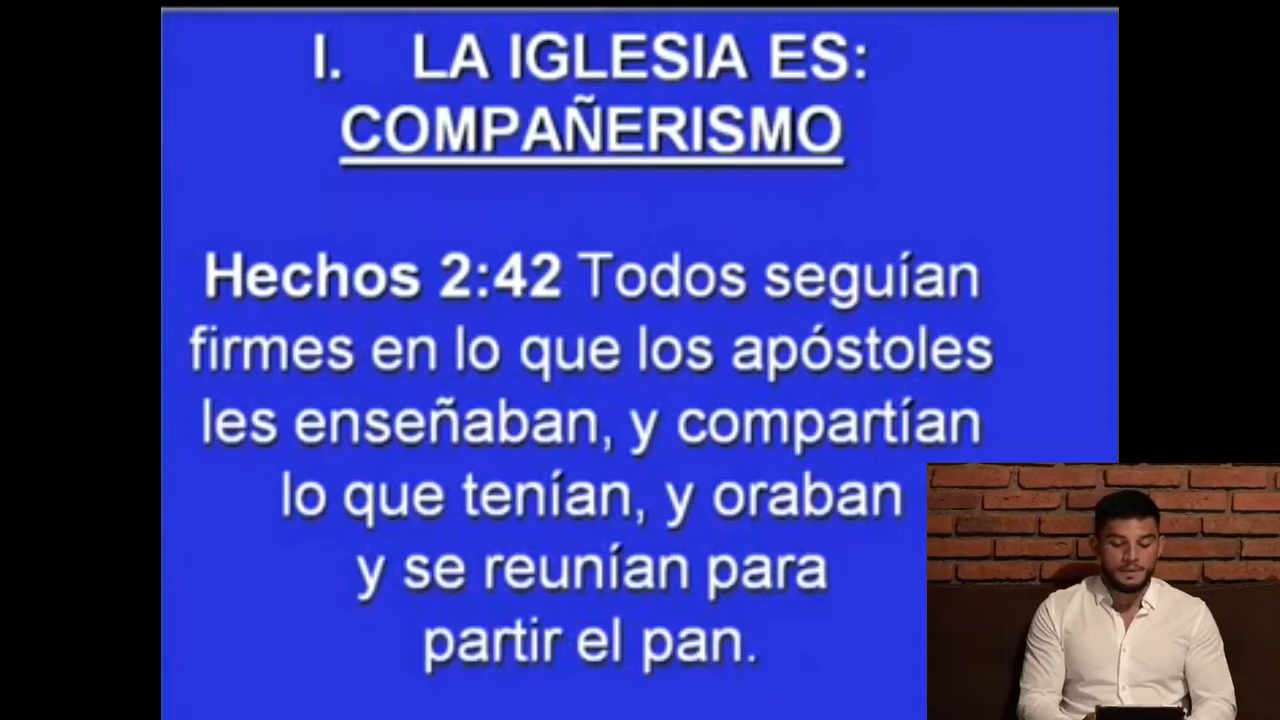 I. LA IGLESIA ES:
COMPAÑERISMO
Hechos 2:42 Todos seguían
firmes en lo que los apóstoles
les enseñaban, y compartían
lo que tenían, y oraban
y se reunían para
partir el pan.